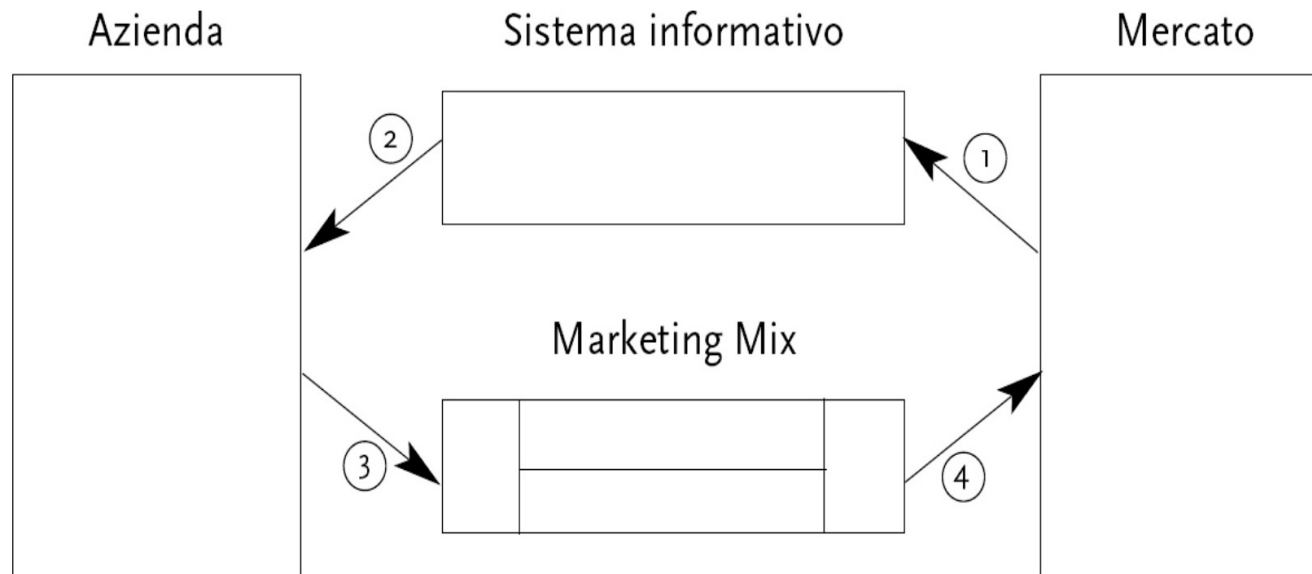 Azienda
Sistema informativo
Mercato
2
1
Marketing Mix
3
4